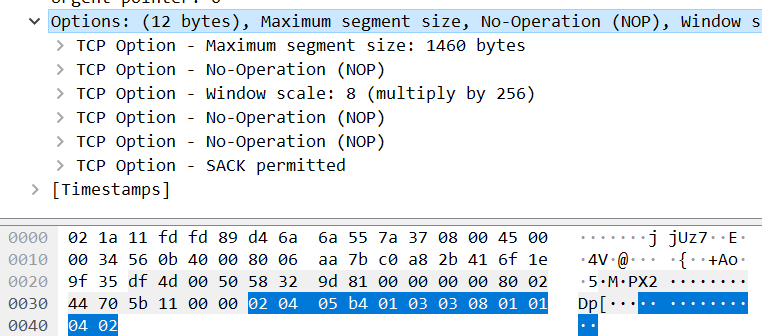 Urgent pointer: 0
Options: (12 bytes), Maximum segment size, No-Operation (NOP), Window s
TCP Option - Maximum segment size: 1460 bytes
TCP Option - No-Operation (NOP)
TCP Option - Window scale: 8 (multiply by 256)
TCP Option - No-Operation (NOP)
TCP Option - No-Operation (NOP)
TCP Option - SACK permitted
[Timestamps]
0000 02 1a 11 fd fd 89 d4 6a 6a 55 7a 37 08 00 45 00 ·······j jUz7··E·
0010 00 34 56 0b 40 00 80 06 aa 7b c0 a8 2b 41 6f 1e ·4V·@··· ·{··+Ao·
0020 9f 35 df 4d 00 50 58 32 9d 81 00 00 00 00 80 02 ·5·M·PX2 ········
0030 44 70 5b 11 00 00 02 04 05 b4 01 03 03 08 01 01 Dp[····· ········
0040 04 02 ··